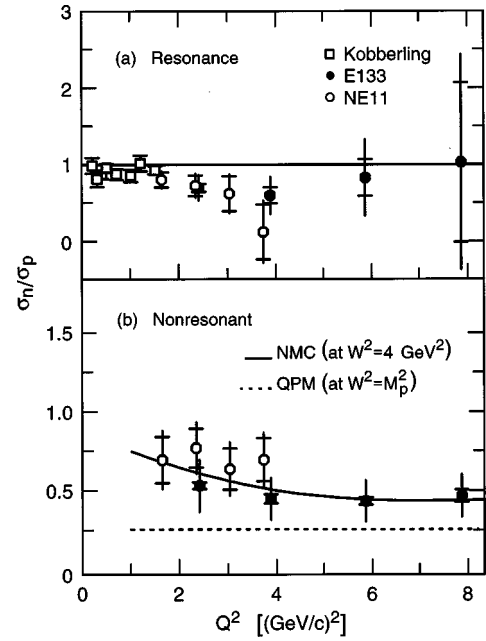 3
(a) Resonance
Kobberling
E133
NE11
2
1
0
σn/σp
(b) Nonresonant
1.5
NMC (at W²=4 GeV²)
QPM (at W²=Mp²)
1.0
0.5
0
0 2 4 6 8
Q² [(GeV/c)²]